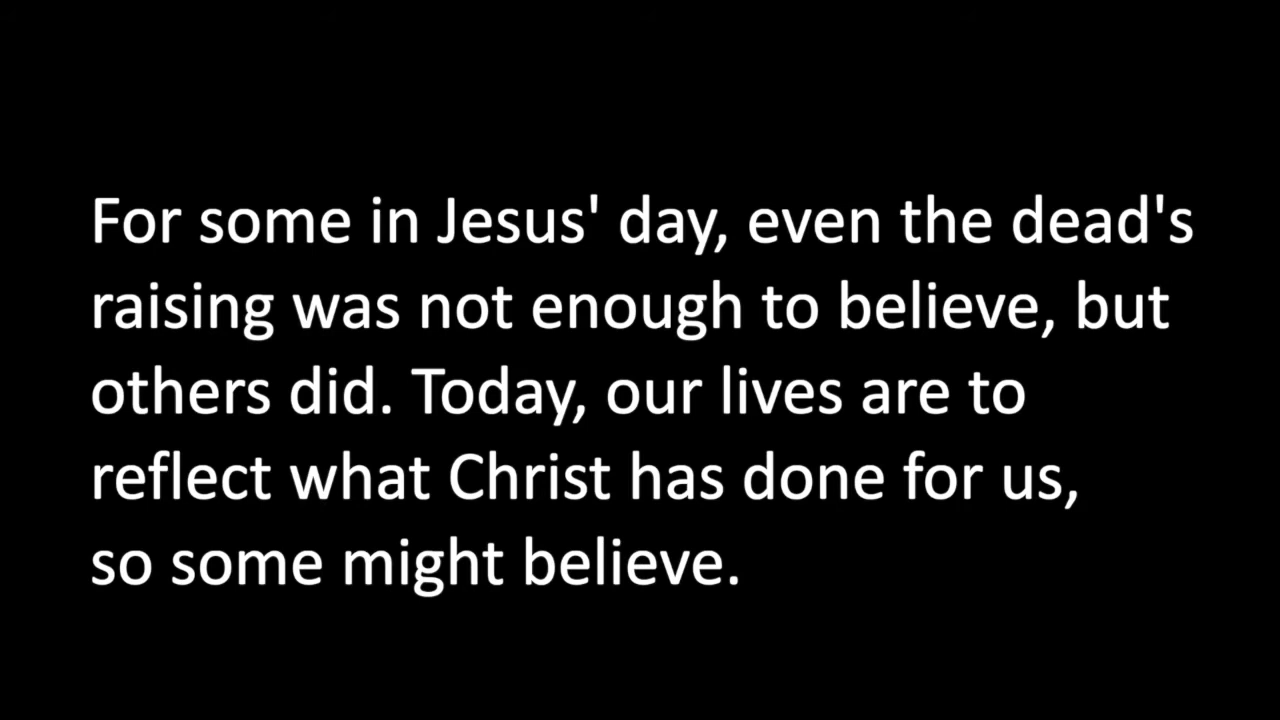 For some in Jesus' day, even the dead's
raising was not enough to believe, but
others did. Today, our lives are to
reflect what Christ has done for us,
so some might believe.